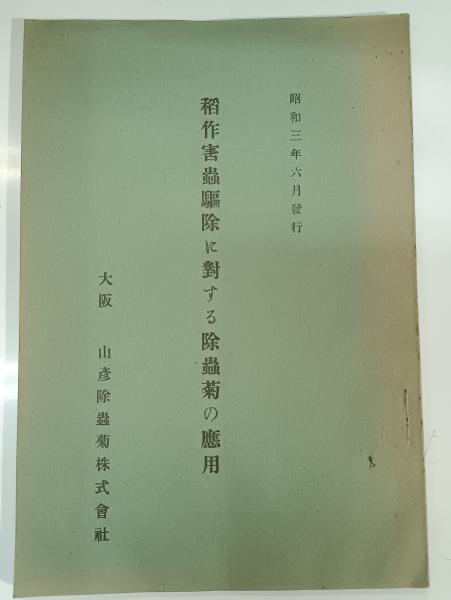 昭和三年六月發行
稻作害蟲驅除に對する除蟲菊の應用
大阪 山彥除蟲菊株式會社